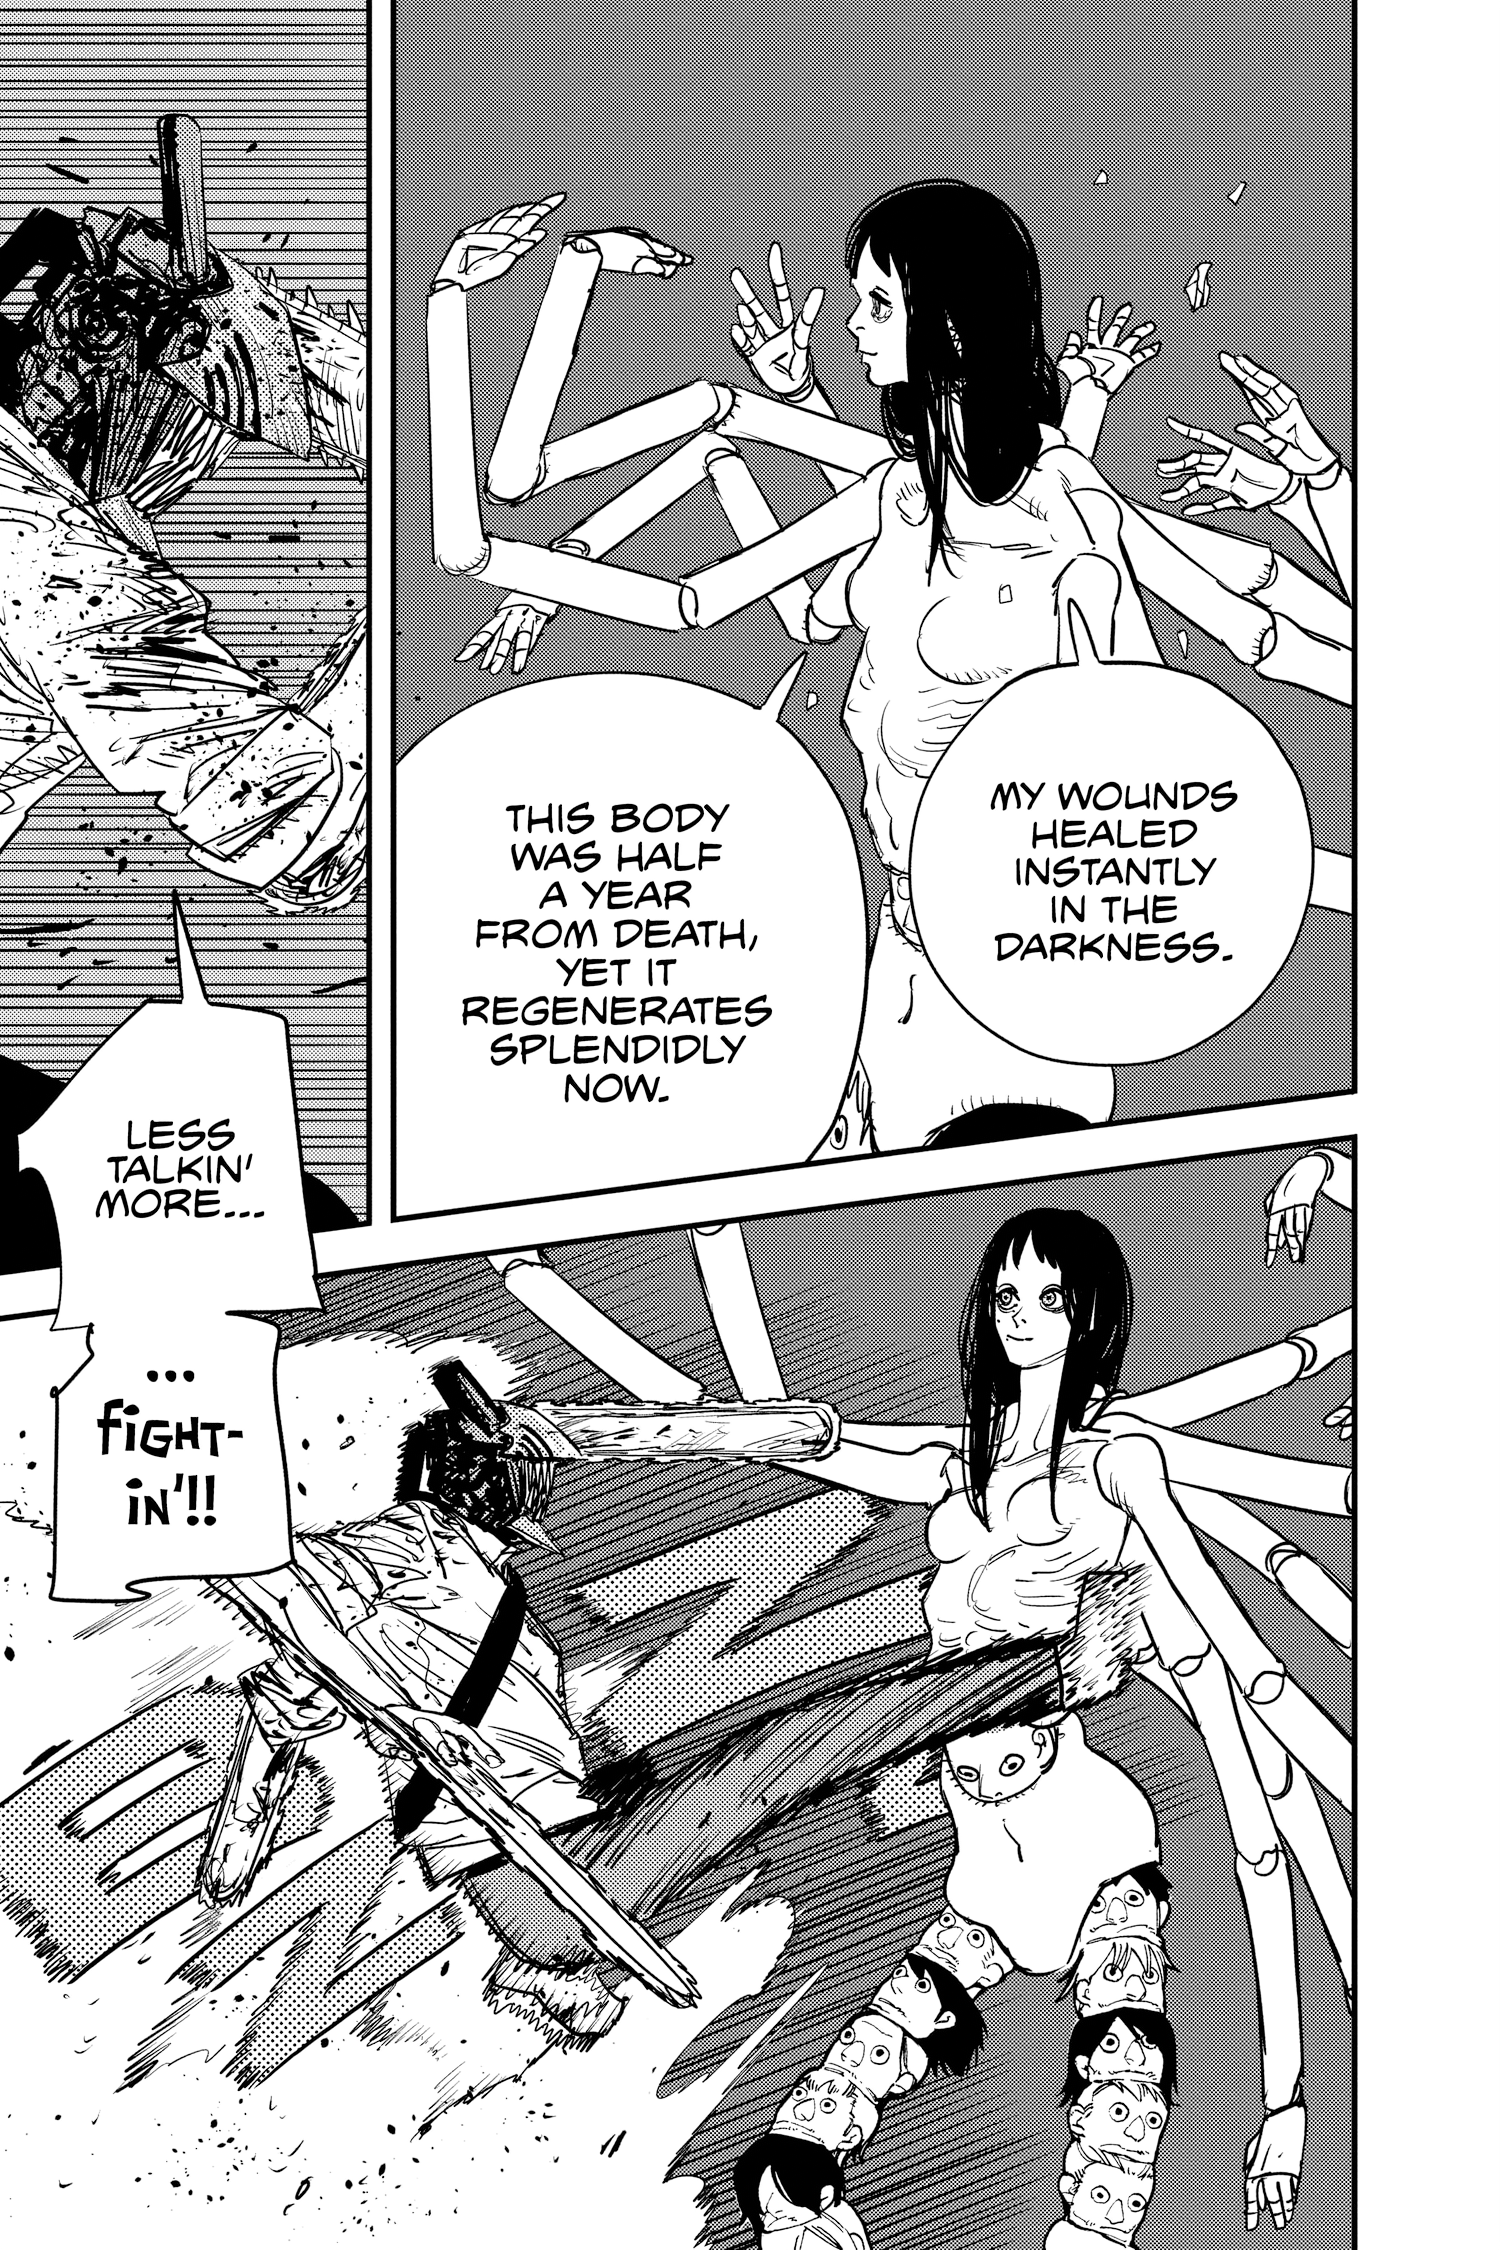 MY WOUNDS
HEALED
INSTANTLY
IN THE
DARKNESS.
THIS BODY
WAS HALF
A YEAR
FROM DEATH,
YET IT
REGENERATES
SPLENDIDLY
NOW.
LESS
TALKIN'
MORE...
...
FIGHT-
IN'!!